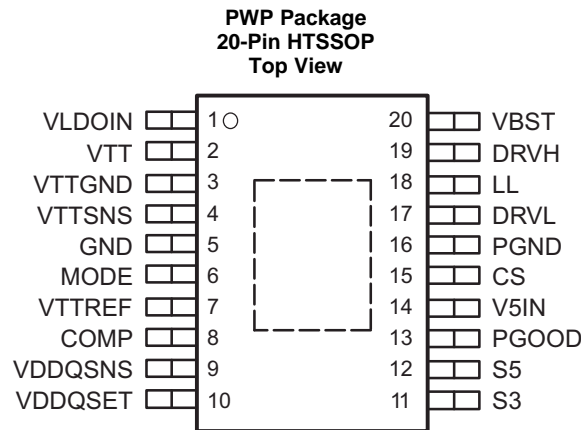 PWP Package
20-Pin HTSSOP
Top View
VLDOIN 1 20 VBST
VTT 2 19 DRVH
VTTGND 3 18 LL
VTTSNS 4 17 DRVL
GND 5 16 PGND
MODE 6 15 CS
VTTREF 7 14 V5IN
COMP 8 13 PGOOD
VDDQSNS 9 12 S5
VDDQSET 10 11 S3